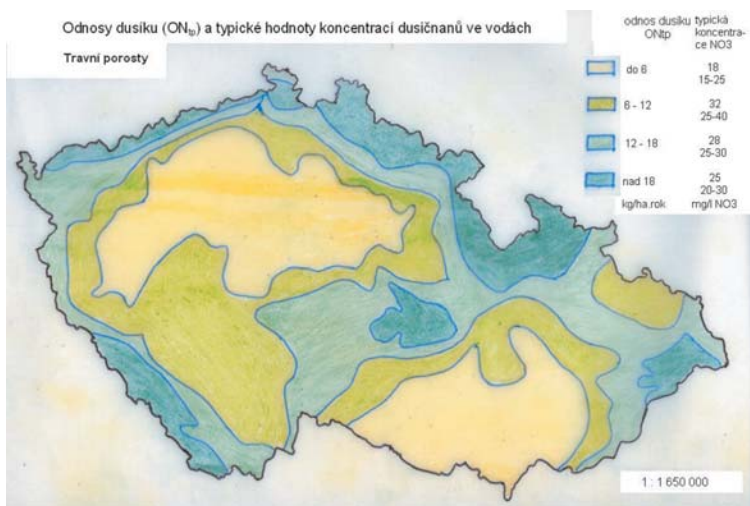 Odnosy dusíku (ONtp) a typické hodnoty koncentrací dusičnanů ve vodách
Travní porosty
odnos dusíku
ONtp
typická
koncentra-
ce NO3
do 6
18
15-25
6 - 12
32
25-40
12 - 18
28
25-30
nad 18
25
20-30
kg/ha.rok
mg/l NO3
1 : 1 650 000